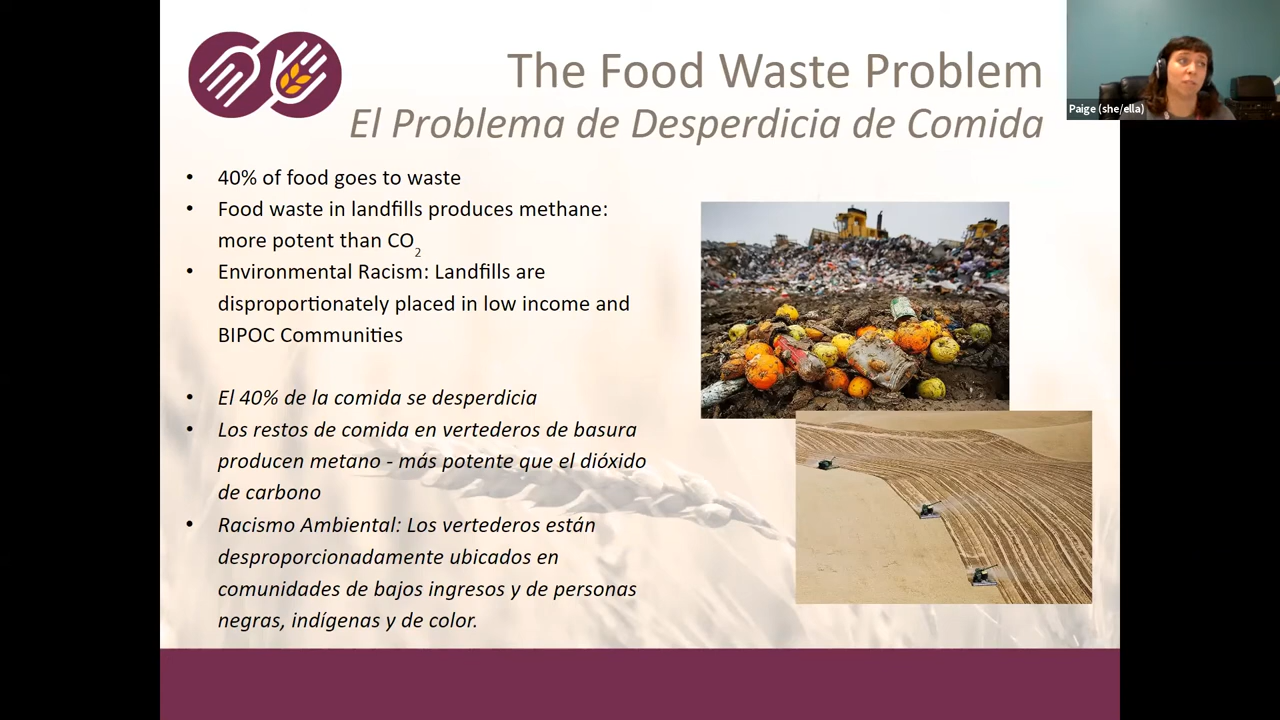 The Food Waste Problem
El Problema de Desperdicia de Comida
Paige (she/ella)
• 40% of food goes to waste
• Food waste in landfills produces methane:
more potent than CO2
• Environmental Racism: Landfills are
disproportionately placed in low income and
BIPOC Communities
• El 40% de la comida se desperdicia
• Los restos de comida en vertederos de basura
producen metano - más potente que el dióxido
de carbono
• Racismo Ambiental: Los vertederos están
desproporcionadamente ubicados en
comunidades de bajos ingresos y de personas
negras, indígenas y de color.